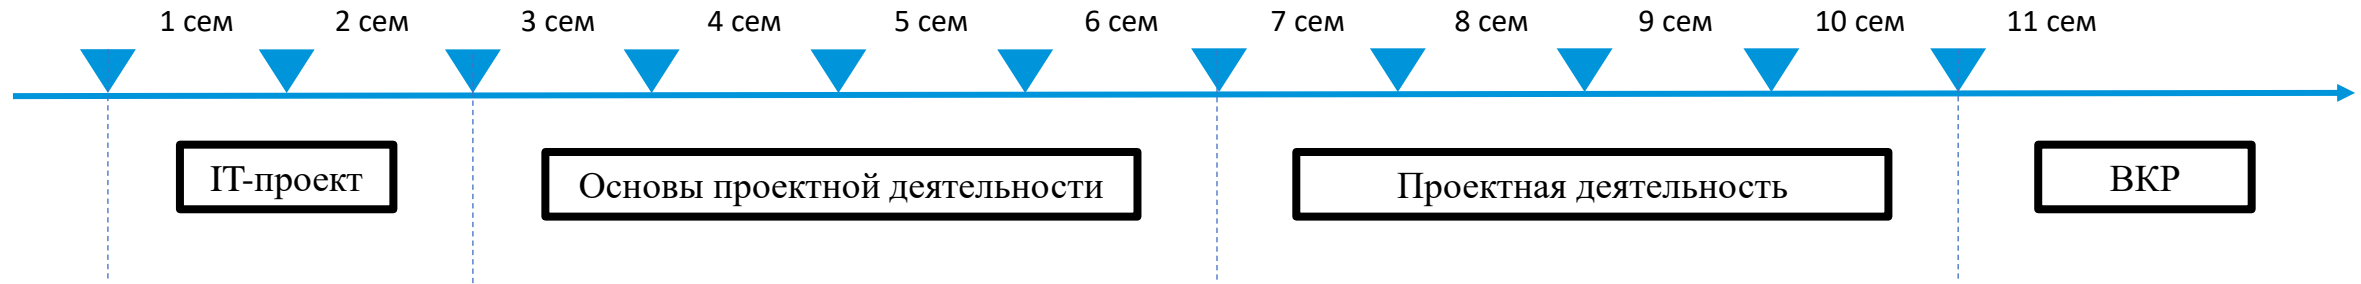 1 сем 2 сем 3 сем 4 сем 5 сем 6 сем 7 сем 8 сем 9 сем 10 сем 11 сем
IT-проект
Основы проектной деятельности
Проектная деятельность
ВКР